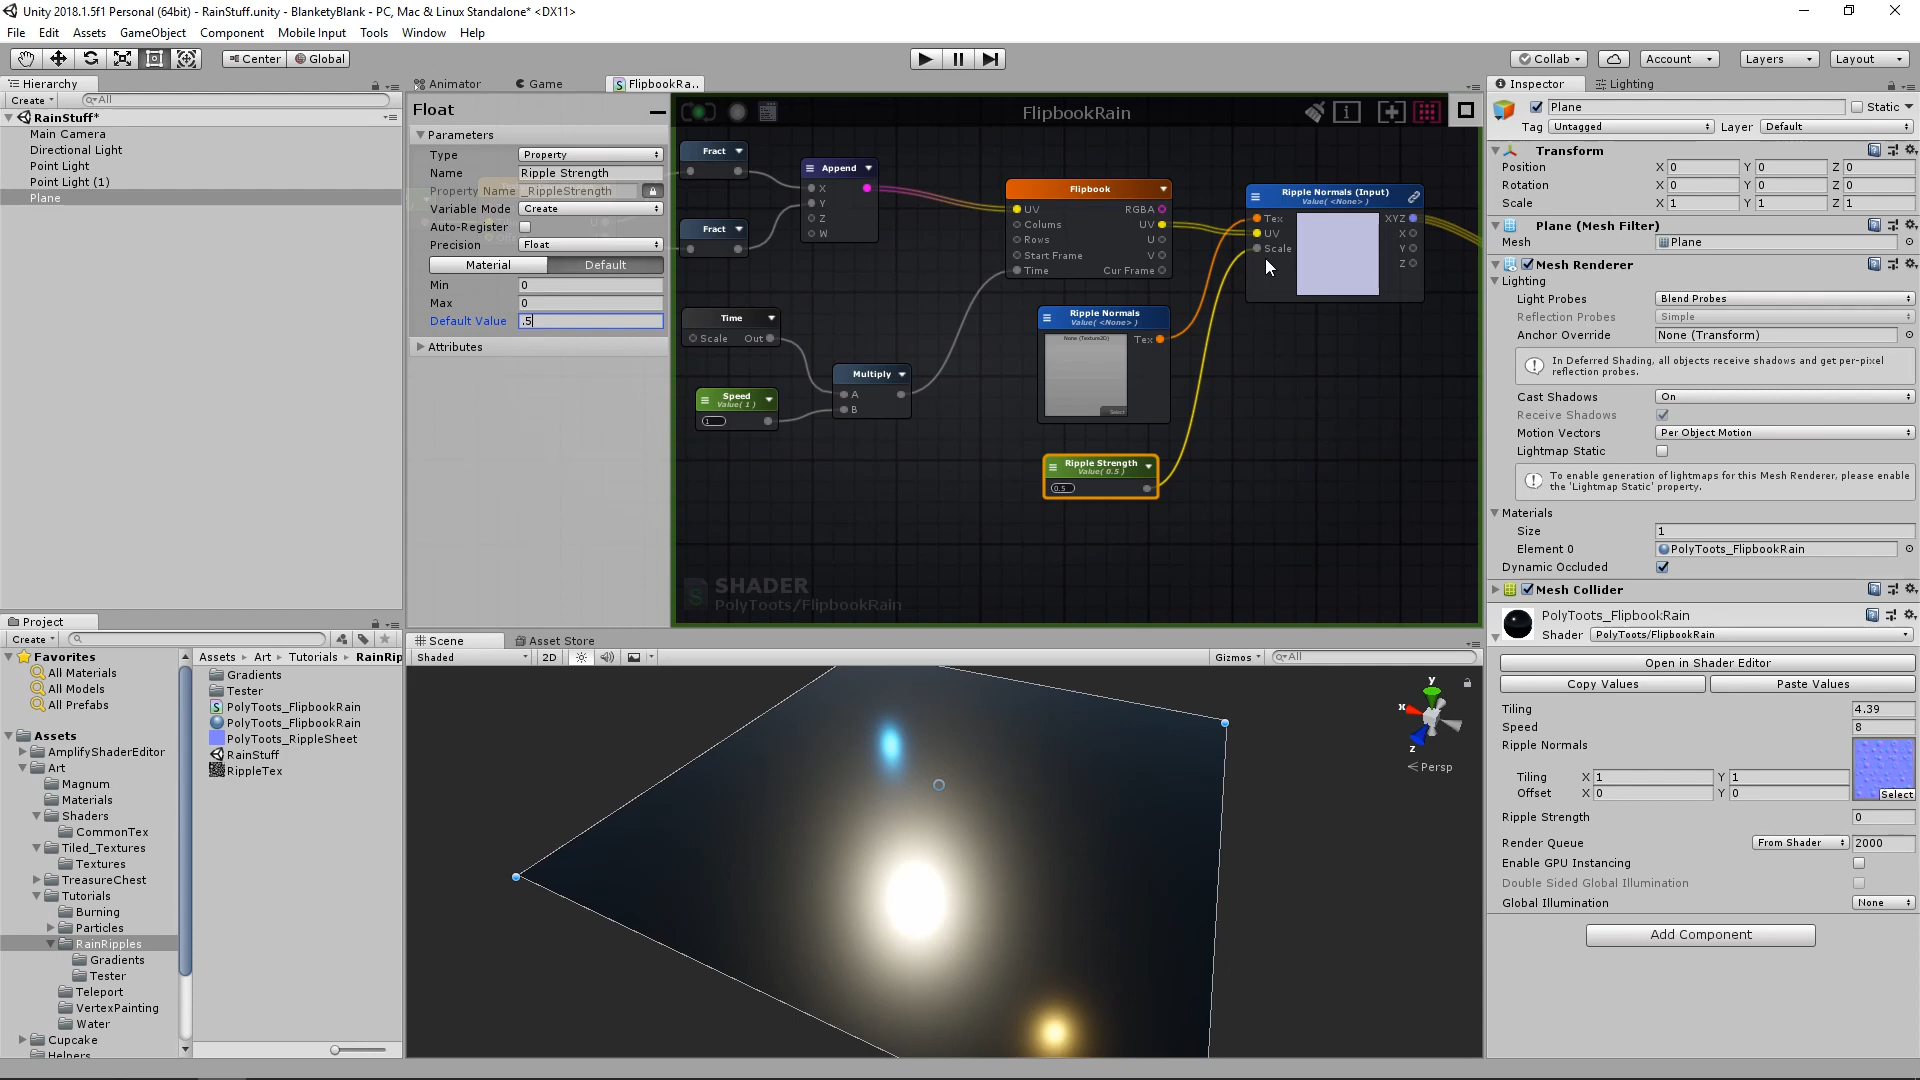 Unity 2018.1.5f1 Personal (64bit) - RainStuff.unity - BlanketyBlank - PC, Mac & Linux Standalone* <DX11>
File Edit Assets GameObject Component Mobile Input Tools Window Help
Center Global Collab Account Layers Layout
Hierarchy
Create All
RainStuff*
Main Camera
Directional Light
Point Light
Point Light (1)
Plane
Animator Game FlipbookRa..
Float
Parameters
Type Property
Name Ripple Strength
Property Name _RippleStrength
Variable Mode Create
Auto-Register
Precision Float
Material Default
Min 0
Max 0
Default Value .5
Attributes
FlipbookRain
Fract
Fract
Append
X
Y
Z
W
Flipbook
UV RGBA
Colums UV
Rows U
Start Frame V
Time Cur Frame
Ripple Normals (Input)
Value( <None> )
Tex XYZ
UV X
Scale Y
Z
Time
Scale Out
Speed
Value( 1 )
1
Multiply
A
B
Ripple Normals
Value( <None> )
None (Texture2D)
Tex
Select
Ripple Strength
Value( 0.5 )
0.5
SHADER
PolyToots/FlipbookRain
Project
Create
Favorites
All Materials
All Models
All Prefabs
Assets
AmplifyShaderEditor
Art
Magnum
Materials
Shaders
CommonTex
Tiled_Textures
Textures
TreasureChest
Tutorials
Burning
Particles
RainRipples
Gradients
Tester
Teleport
VertexPainting
Water
Cupcake
Helpers
Assets Art Tutorials RainRip
Gradients
Tester
PolyToots_FlipbookRain
PolyToots_FlipbookRain
PolyToots_RippleSheet
RainStuff
RippleTex
Scene Asset Store
Shaded 2D Gizmos All
y
x
z
Persp
Inspector Lighting
Plane Static
Tag Untagged Layer Default
Transform
Position X 0 Y 0 Z 0
Rotation X 0 Y 0 Z 0
Scale X 1 Y 1 Z 1
Plane (Mesh Filter)
Mesh Plane
Mesh Renderer
Lighting
Light Probes Blend Probes
Reflection Probes Simple
Anchor Override None (Transform)
In Deferred Shading, all objects receive shadows and get per-pixel
reflection probes.
Cast Shadows On
Receive Shadows
Motion Vectors Per Object Motion
Lightmap Static
To enable generation of lightmaps for this Mesh Renderer, please enable
the 'Lightmap Static' property.
Materials
Size 1
Element 0 PolyToots_FlipbookRain
Dynamic Occluded
Mesh Collider
PolyToots_FlipbookRain
Shader PolyToots/FlipbookRain
Open in Shader Editor
Copy Values Paste Values
Tiling 4.39
Speed 8
Ripple Normals
Tiling X 1 Y 1
Offset X 0 Y 0
Select
Ripple Strength 0
Render Queue From Shader 2000
Enable GPU Instancing
Double Sided Global Illumination
Global Illumination None
Add Component